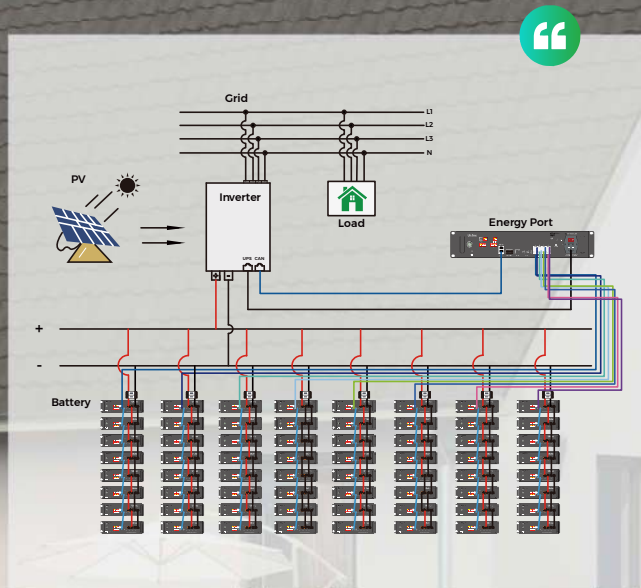 Grid
L1
L2
L3
N
PV
Inverter
Load
Energy Port
UPS CAN
+ -
+
-
Battery